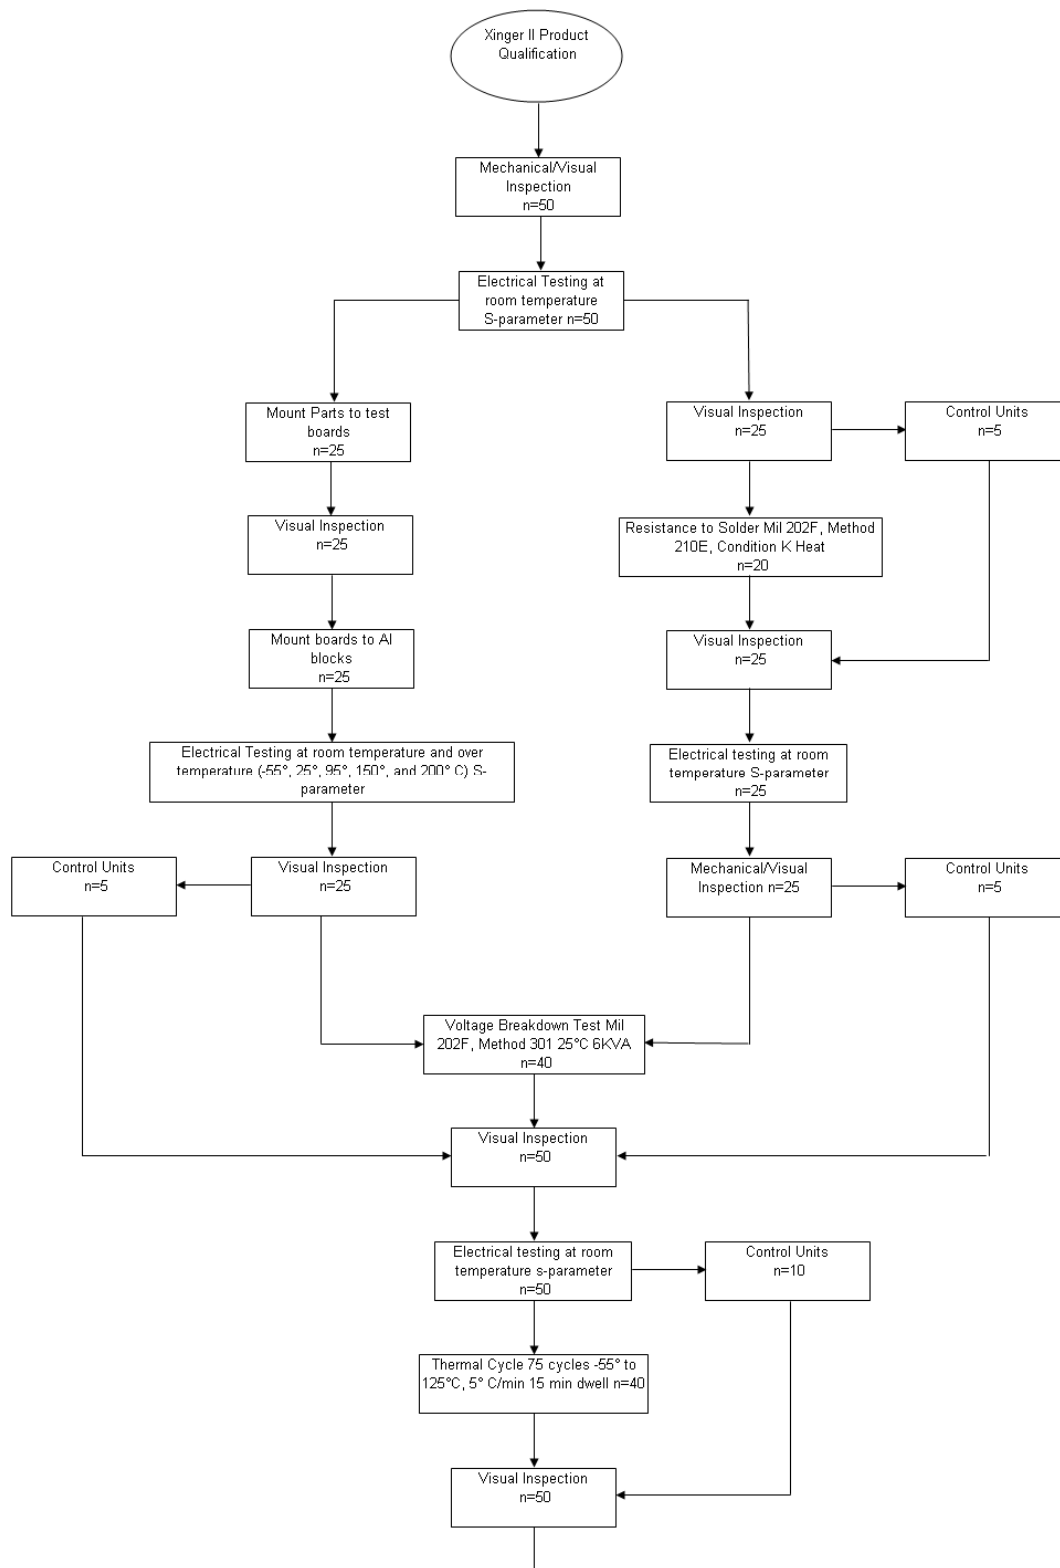 Xinger II Product
Qualification
Mechanical/Visual
Inspection
n=50
Electrical Testing at
room temperature
S-parameter n=50
Mount Parts to test
boards
n=25
Visual Inspection
n=25
Control Units
n=5
Visual Inspection
n=25
Resistance to Solder Mil 202F, Method
210E, Condition K Heat
n=20
Mount boards to Al
blocks
n=25
Visual Inspection
n=25
Electrical Testing at room temperature and over
temperature (-55°, 25°, 95°, 150°, and 200° C) S-
parameter
Electrical testing at room
temperature S-parameter
n=25
Control Units
n=5
Visual Inspection
n=25
Mechanical/Visual
Inspection n=25
Control Units
n=5
Voltage Breakdown Test Mil
202F, Method 301 25°C 6KVA
n=40
Visual Inspection
n=50
Electrical testing at room
temperature s-parameter
n=50
Control Units
n=10
Thermal Cycle 75 cycles -55° to
125°C, 5° C/min 15 min dwell n=40
Visual Inspection
n=50